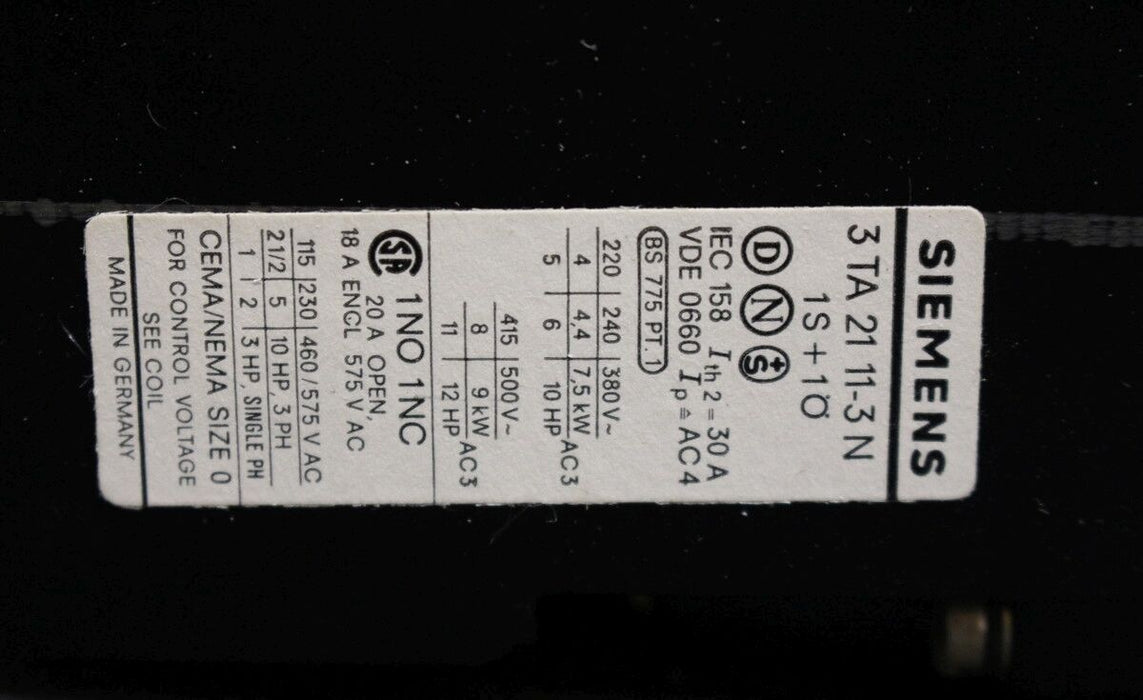 SIEMENS
3 TA 21 11-3 N
1S + 1Ö
D N +S
IEC 158 Ith 2 = 30 A
VDE 0660 Ip ≙ AC 4
BS 775 PT. 1
220 | 240 | 380 V~
4 | 4,4 | 7,5 kW AC3
5 | 6 | 10 HP
415 | 500 V~
8 | 9 kW AC3
11 | 12 HP
SA 1NO 1NC
20 A OPEN,
18 A ENCL 575 V AC
115 | 230 | 460/575 V AC
2 1/2 | 5 | 10 HP, 3 PH
1 | 2 | 3 HP, SINGLE PH
CEMA/NEMA SIZE 0
FOR CONTROL VOLTAGE
SEE COIL
MADE IN GERMANY